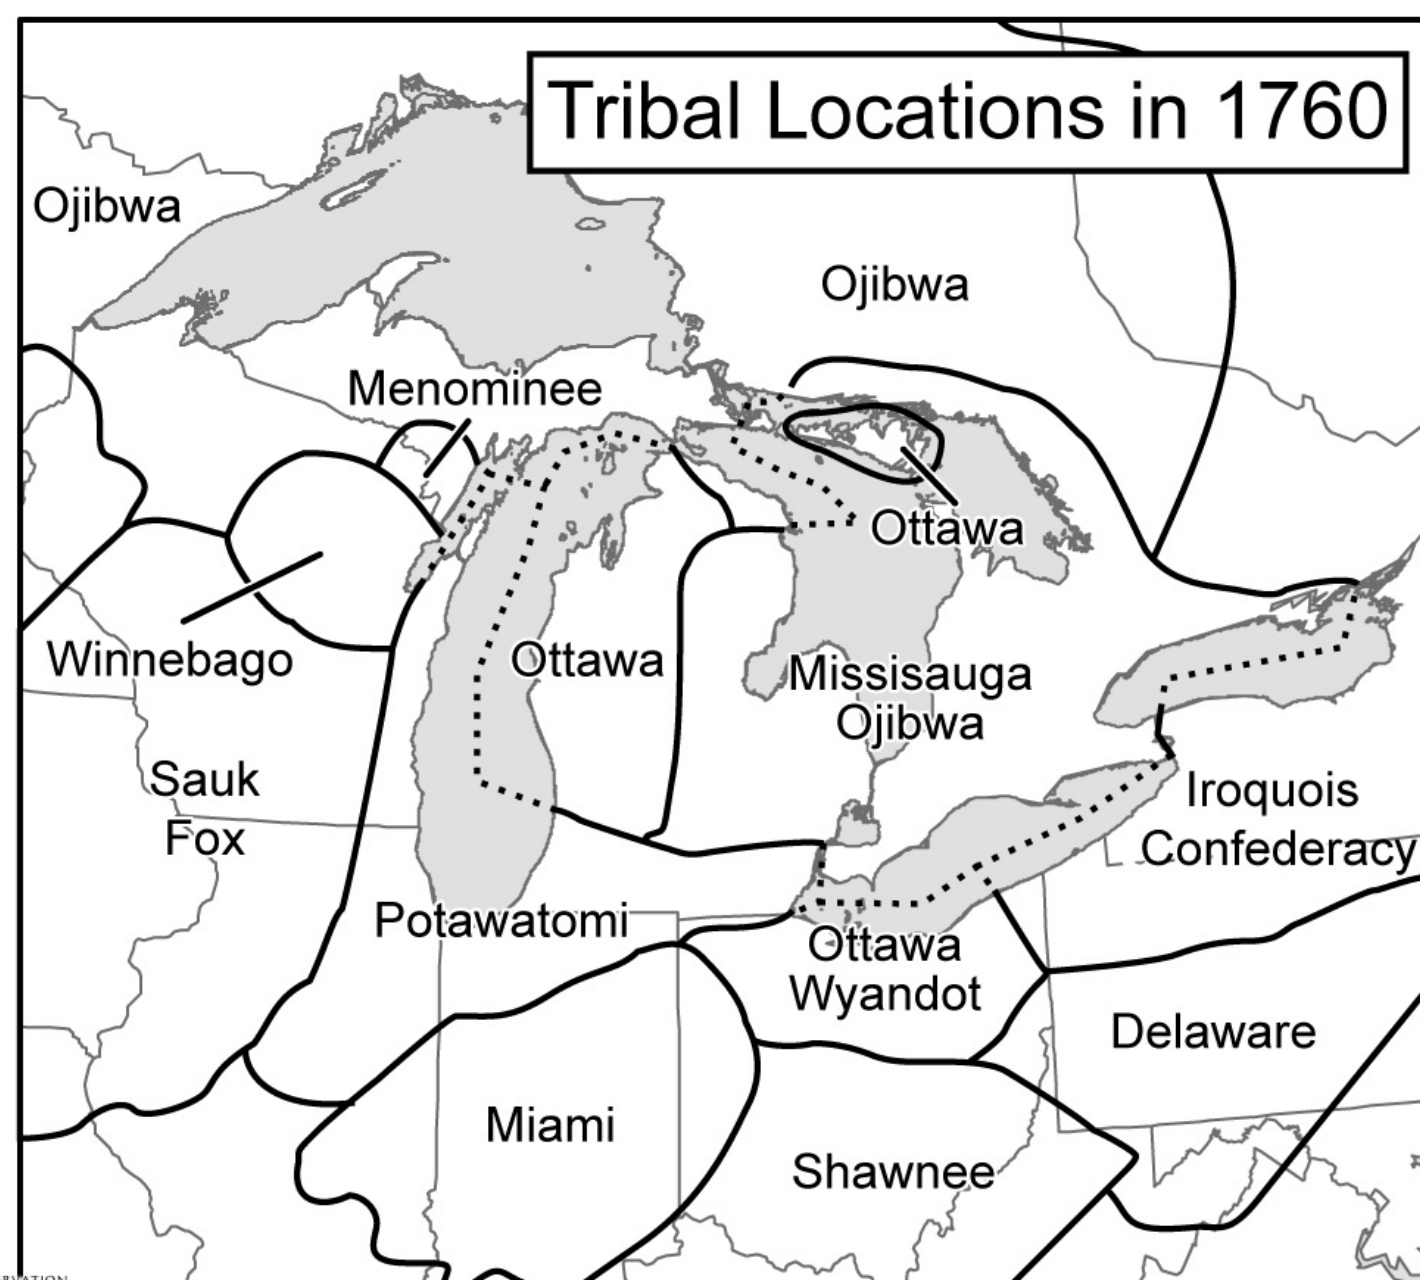 Tribal Locations in 1760
Ojibwa
Ojibwa
Menominee
Ottawa
Winnebago
Ottawa
Missisauga
Ojibwa
Sauk
Fox
Iroquois
Confederacy
Potawatomi
Ottawa
Wyandot
Delaware
Miami
Shawnee